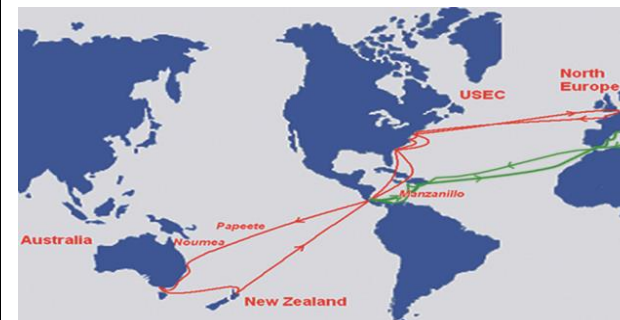 North
Europe
USEC
Manzanillo
Papeete
Noumea
Australia
New Zealand